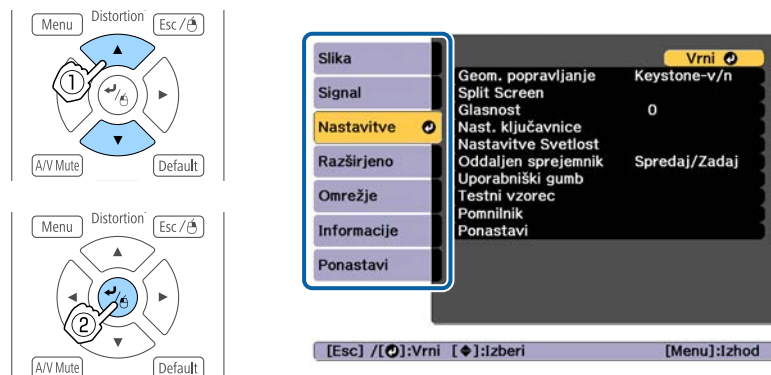 Menu
Distortion
Esc /
1
A/V Mute
Default
Menu
Distortion
Esc /
2
A/V Mute
Default
Slika
Signal
Nastavitve
Razširjeno
Omrežje
Informacije
Ponastavi
Vrni
Geom. popravljanje Keystone-v/n
Split Screen
Glasnost 0
Nast. ključavnice
Nastavitve Svetlost
Oddaljen sprejemnik Spredaj/Zadaj
Uporabniški gumb
Testni vzorec
Pomnilnik
Ponastavi
[Esc] /[ ]:Vrni [ ]:Izberi [Menu]:Izhod